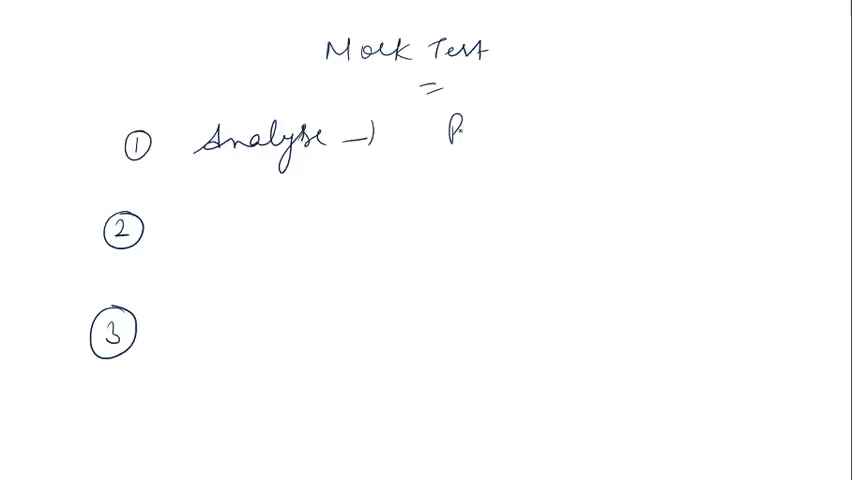 Mock Test
=
① Analyse → P.
②
③